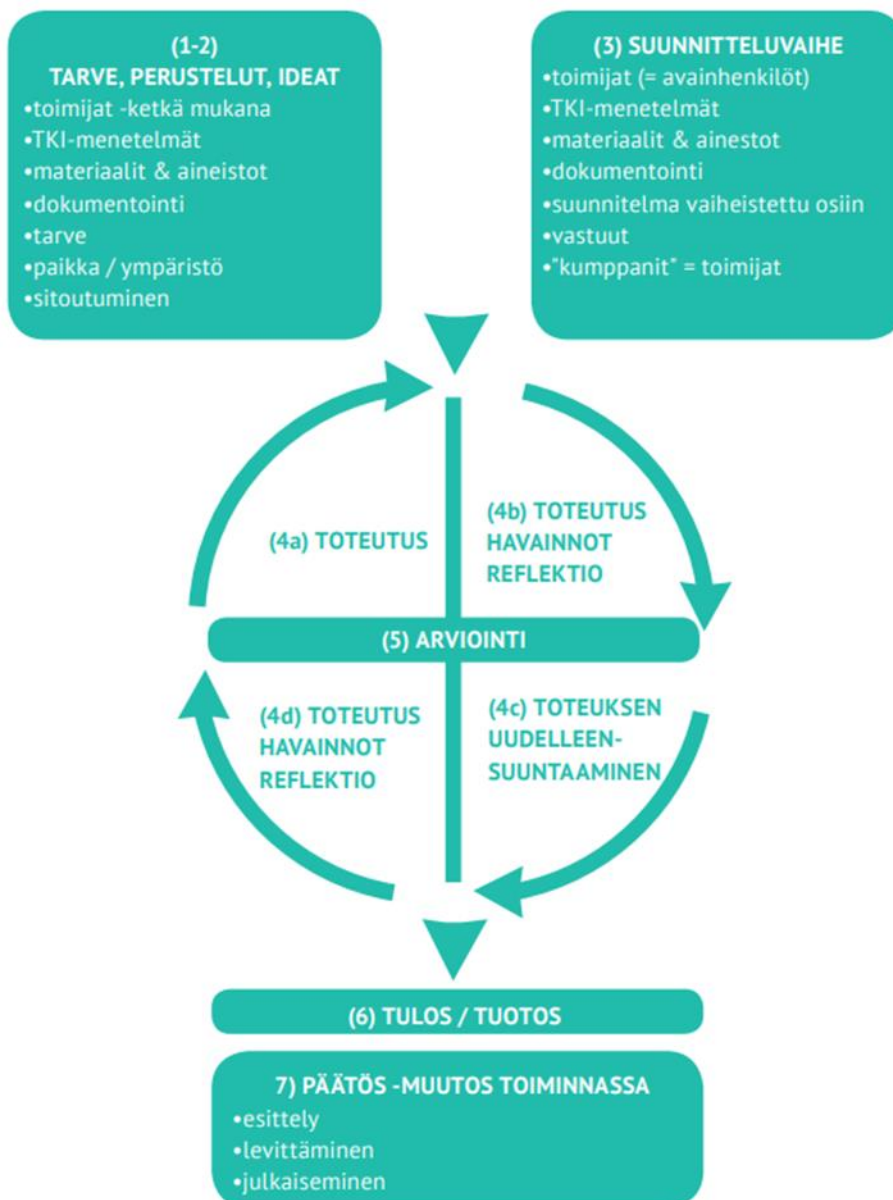 (1-2)
TARVE, PERUSTELUT, IDEAT
•toimijat -ketkä mukana
•TKI-menetelmät
•materiaalit & aineistot
•dokumentointi
•tarve
•paikka / ympäristö
•sitoutuminen
(3) SUUNNITTELUVAIHE
•toimijat (= avainhenkilöt)
•TKI-menetelmät
•materiaalit & ainestot
•dokumentointi
•suunnitelma vaiheistettu osiin
•vastuut
•"kumppanit" = toimijat
(4a) TOTEUTUS
(4b) TOTEUTUS
HAVAINNOT
REFLEKTIO
(5) ARVIOINTI
(4d) TOTEUTUS
HAVAINNOT
REFLEKTIO
(4c) TOTEUKSEN
UUDELLEEN-
SUUNTAAMINEN
(6) TULOS / TUOTOS
7) PÄÄTÖS -MUUTOS TOIMINNASSA
•esittely
•levittäminen
•julkaiseminen